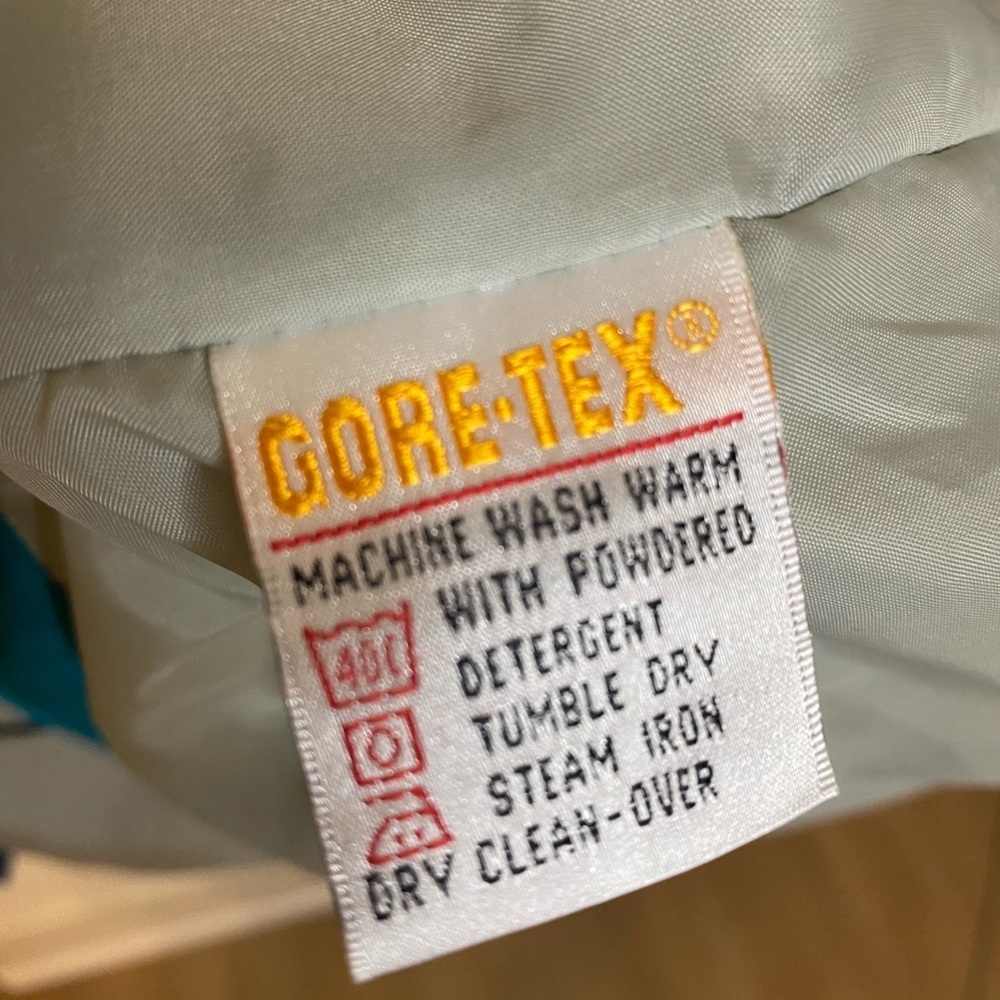 GORE-TEX®
MACHINE WASH WARM
WITH POWDERED
40C
DETERGENT
TUMBLE DRY
STEAM IRON
DRY CLEAN-OVER